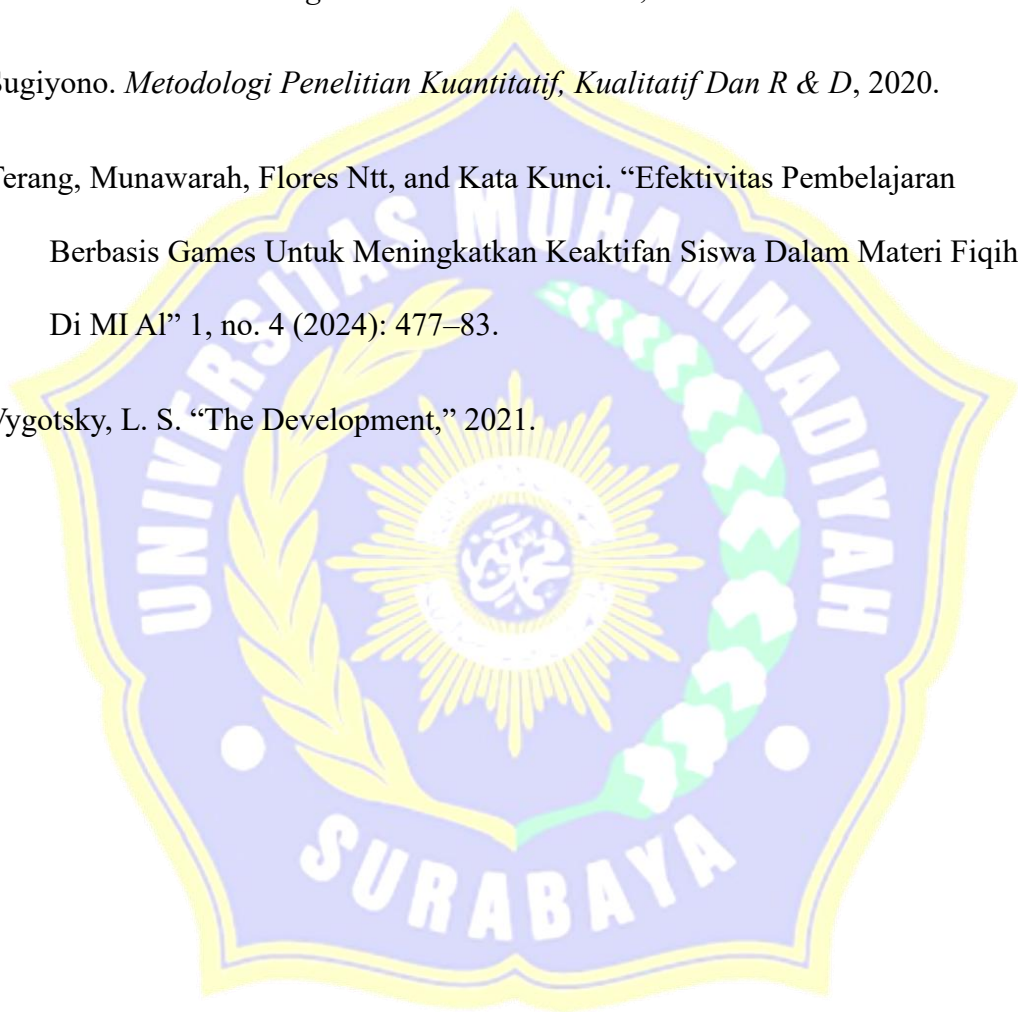 Sugiyono. Metodologi Penelitian Kuantitatif, Kualitatif Dan R & D, 2020.
Terang, Munawarah, Flores Ntt, and Kata Kunci. “Efektivitas Pembelajaran
Berbasis Games Untuk Meningkatkan Keaktifan Siswa Dalam Materi Fiqih
Di MI Al” 1, no. 4 (2024): 477–83.
Vygotsky, L. S. “The Development,” 2021.
UNIVERSITAS MUHAMMADIYAH
SURABAYA